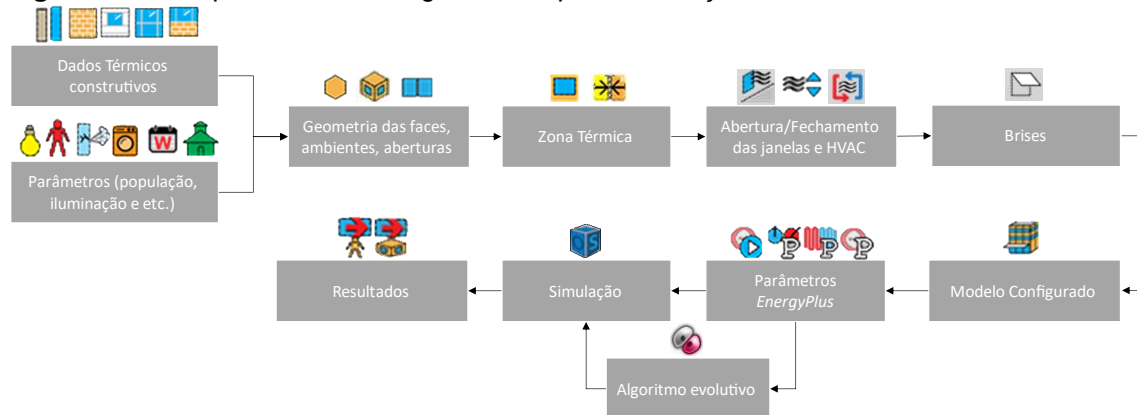 Dados Térmicos
construtivos
Parâmetros (população,
iluminação e etc.)
Geometria das faces,
ambientes, aberturas
Zona Térmica
Abertura/Fechamento
das janelas e HVAC
Brises
Resultados
Simulação
Parâmetros
EnergyPlus
Modelo Configurado
Algoritmo evolutivo